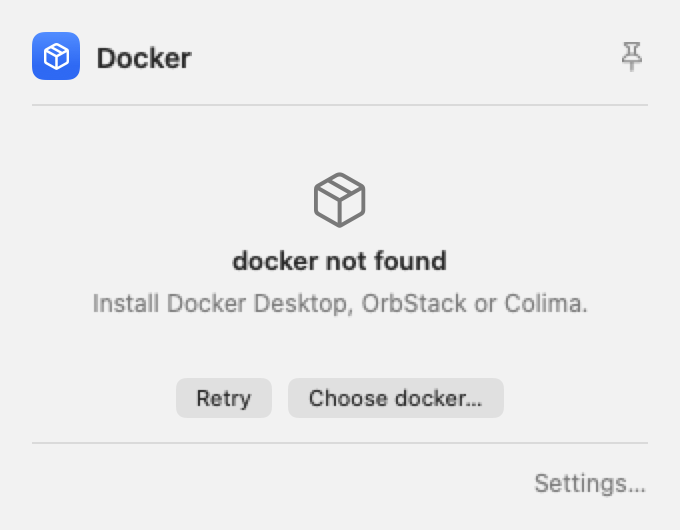 Docker
docker not found
Install Docker Desktop, OrbStack or Colima.
Retry
Choose docker...
Settings...